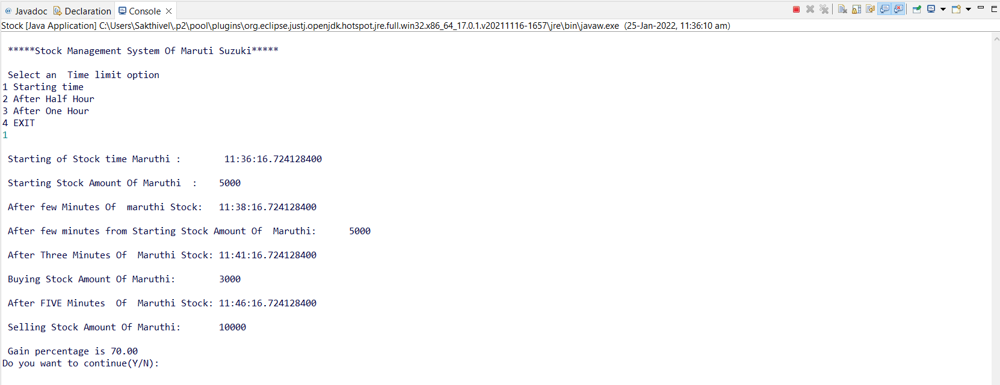 @ Javadoc Declaration Console
Stock [Java Application] C:\Users\Sakthivel\.p2\pool\plugins\org.eclipse.justj.openjdk.hotspot.jre.full.win32.x86_64_17.0.1.v20211116-1657\jre\bin\javaw.exe (25-Jan-2022, 11:36:10 am)
*****Stock Management System Of Maruti Suzuki*****
Select an  Time limit option
1 Starting time
2 After Half Hour
3 After One Hour
4 EXIT
1
Starting of Stock time Maruthi :        11:36:16.724128400
Starting Stock Amount Of Maruthi  :    5000
After few Minutes Of  maruthi Stock:   11:38:16.724128400
After few minutes from Starting Stock Amount Of  Maruthi:      5000
After Three Minutes Of  Maruthi Stock: 11:41:16.724128400
Buying Stock Amount Of Maruthi:        3000
After FIVE Minutes  Of  Maruthi Stock: 11:46:16.724128400
Selling Stock Amount Of Maruthi:       10000
Gain percentage is 70.00
Do you want to continue(Y/N):